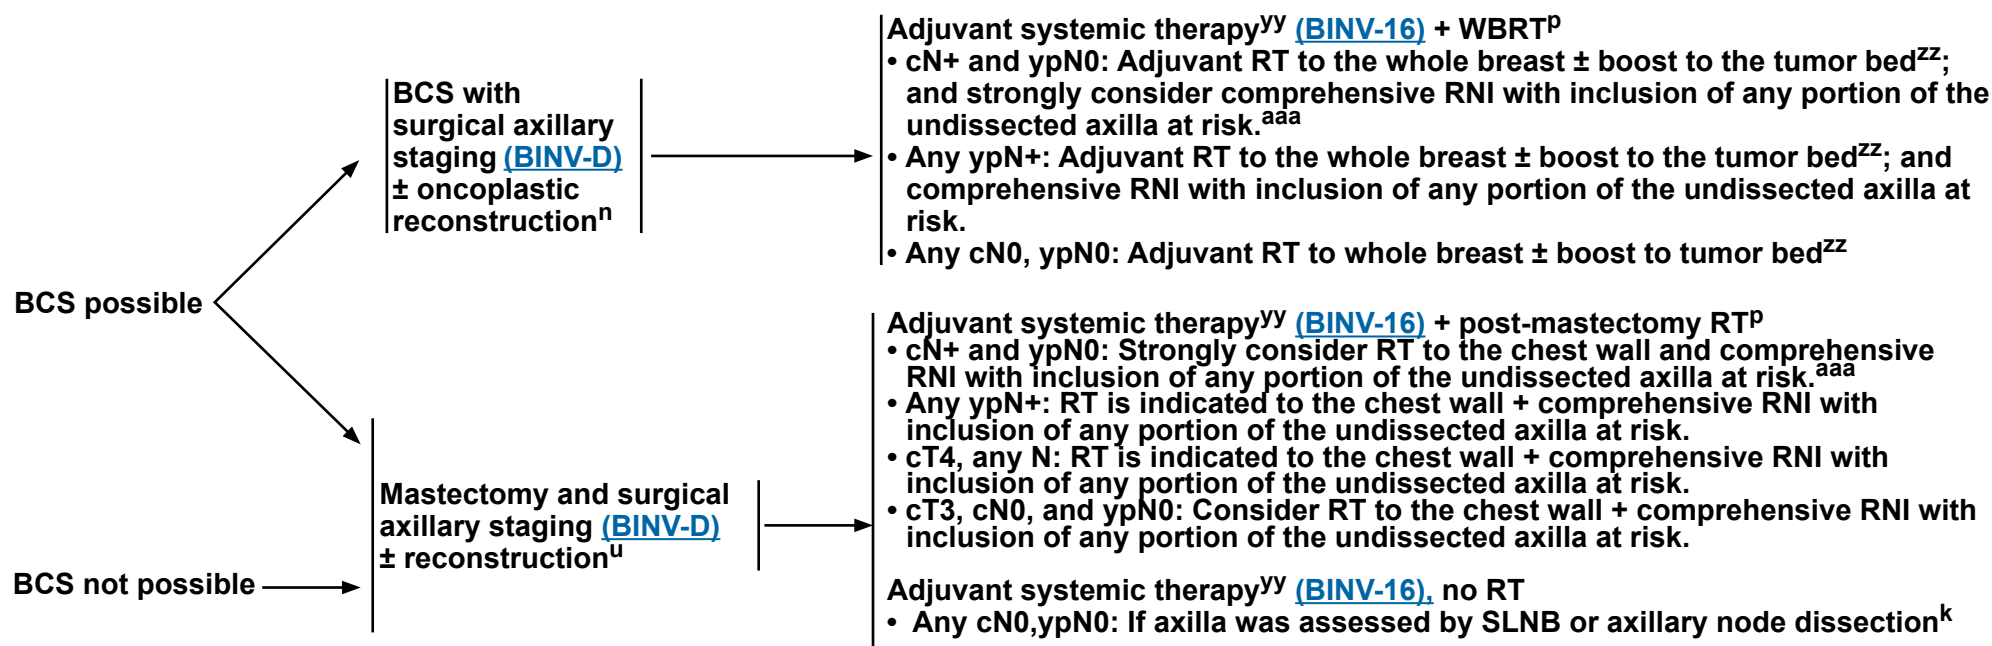 BCS possible
BCS not possible
BCS with
surgical axillary
staging (BINV-D)
± oncoplastic
reconstructionⁿ
Mastectomy and surgical
axillary staging (BINV-D)
± reconstructionᵘ
Adjuvant systemic therapyʸʸ (BINV-16) + WBRTᵖ
• cN+ and ypN0: Adjuvant RT to the whole breast ± boost to the tumor bedᶻᶻ;
and strongly consider comprehensive RNI with inclusion of any portion of the
undissected axilla at risk.ᵃᵃᵃ
• Any ypN+: Adjuvant RT to the whole breast ± boost to the tumor bedᶻᶻ; and
comprehensive RNI with inclusion of any portion of the undissected axilla at
risk.
• Any cN0, ypN0: Adjuvant RT to whole breast ± boost to tumor bedᶻᶻ
Adjuvant systemic therapyʸʸ (BINV-16) + post-mastectomy RTᵖ
• cN+ and ypN0: Strongly consider RT to the chest wall and comprehensive
RNI with inclusion of any portion of the undissected axilla at risk.ᵃᵃᵃ
• Any ypN+: RT is indicated to the chest wall + comprehensive RNI with
inclusion of any portion of the undissected axilla at risk.
• cT4, any N: RT is indicated to the chest wall + comprehensive RNI with
inclusion of any portion of the undissected axilla at risk.
• cT3, cN0, and ypN0: Consider RT to the chest wall + comprehensive RNI with
inclusion of any portion of the undissected axilla at risk.
Adjuvant systemic therapyʸʸ (BINV-16), no RT
• Any cN0,ypN0: If axilla was assessed by SLNB or axillary node dissectionᵏ